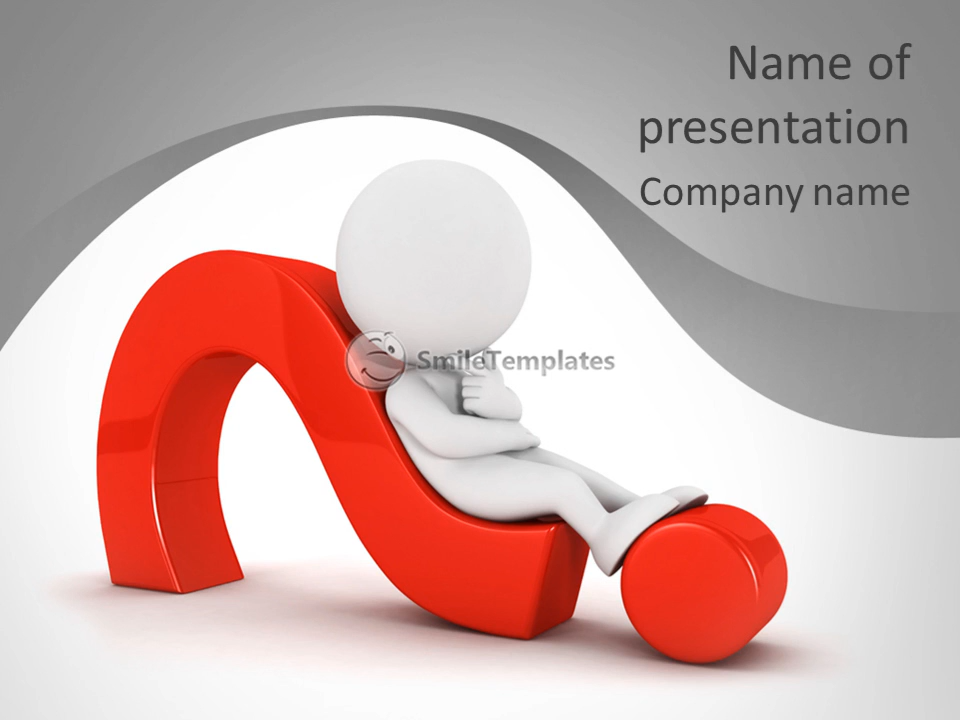 Name of
presentation
Company name
SmileTemplates